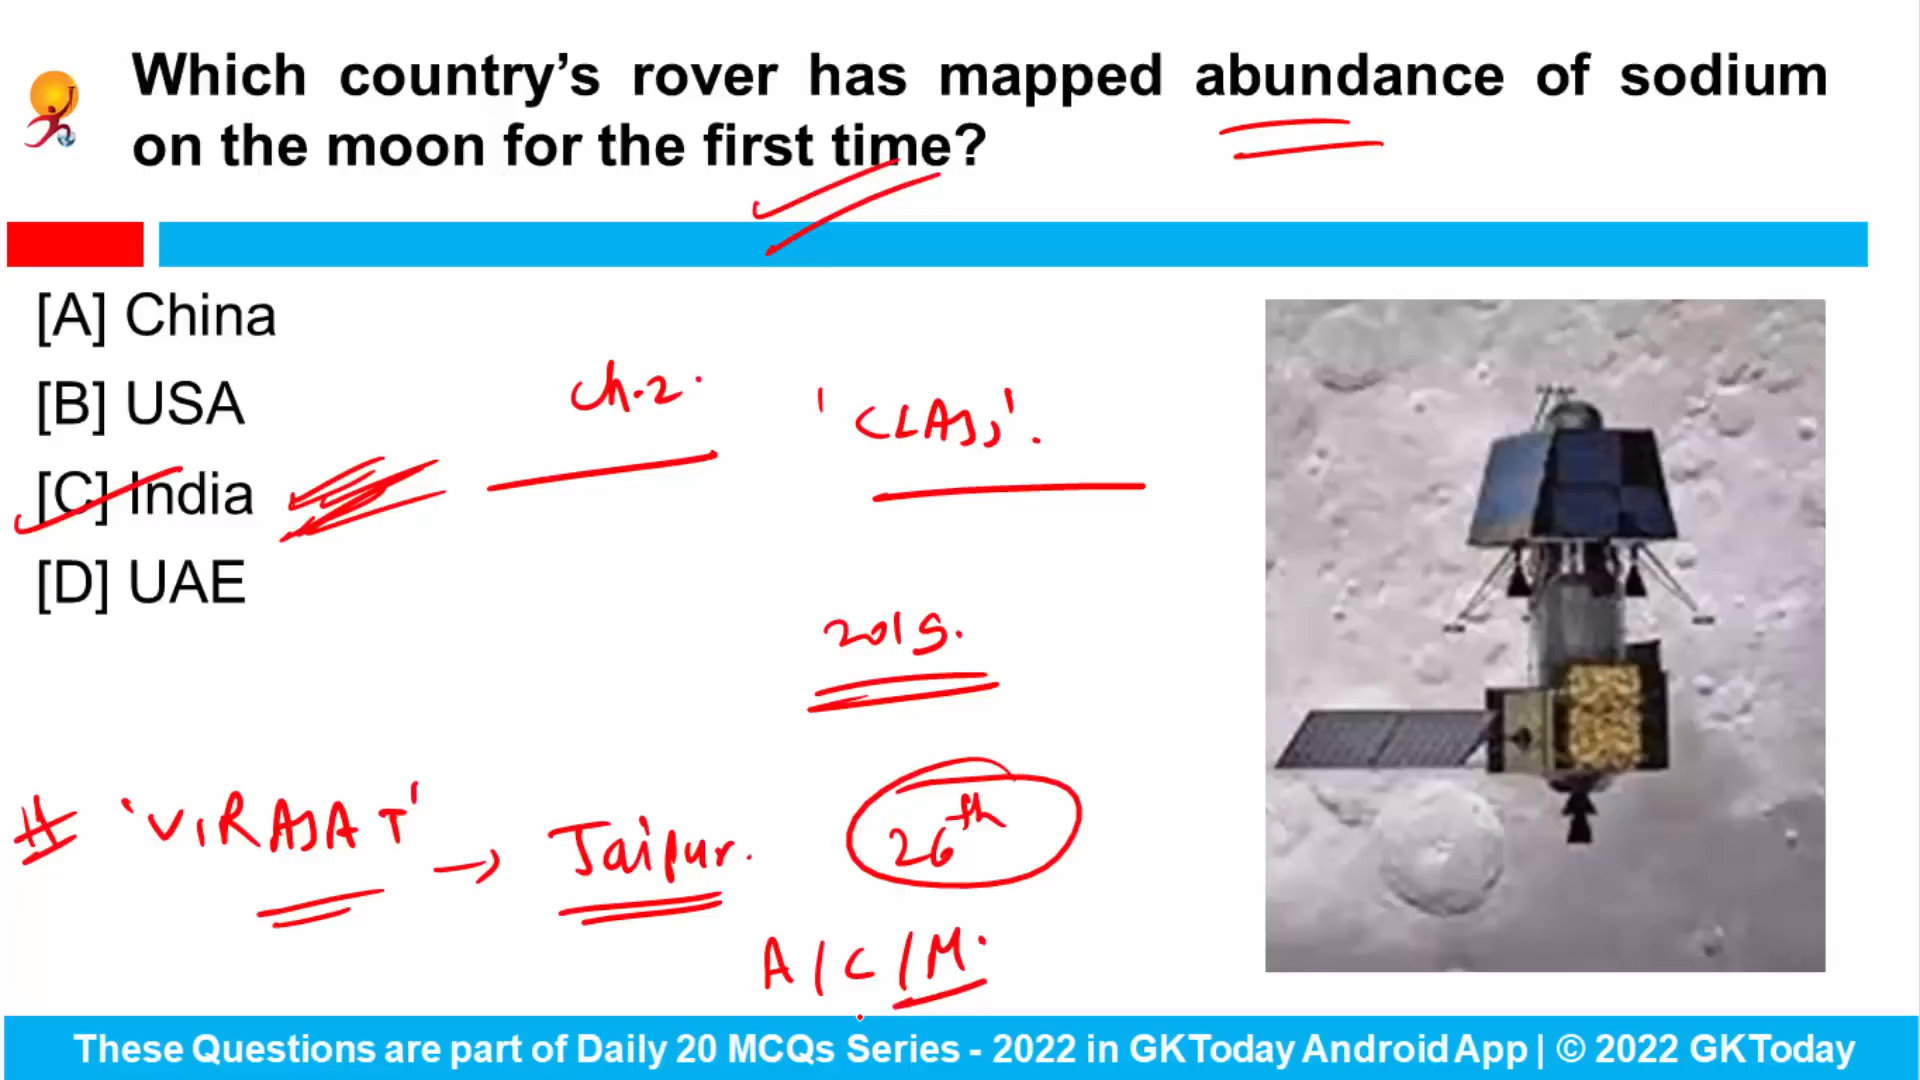 Which country’s rover has mapped abundance of sodium
on the moon for the first time?
[A] China
[B] USA
[C] India
[D] UAE
Ch.2.
'CLASS'.
2019.
# 'VIRASAT' → Jaipur.
26th
A/C/M.
These Questions are part of Daily 20 MCQs Series - 2022 in GKToday Android App | © 2022 GKToday